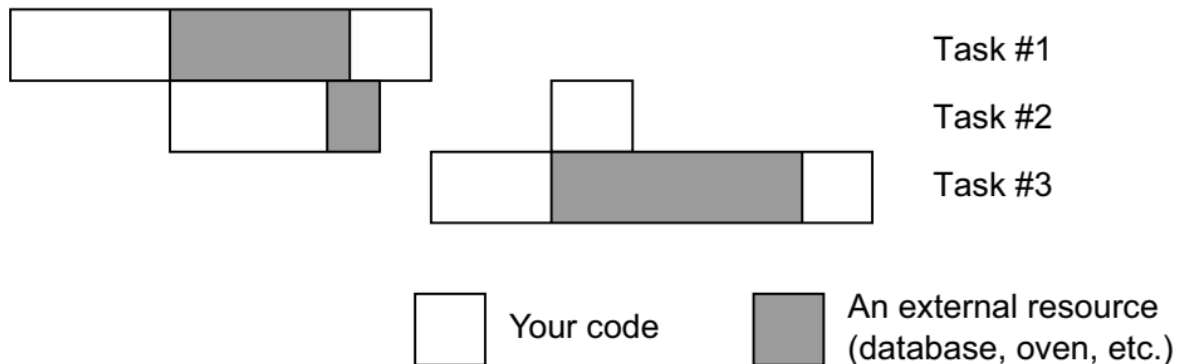 Task #1
Task #2
Task #3
Your code
An external resource
(database, oven, etc.)